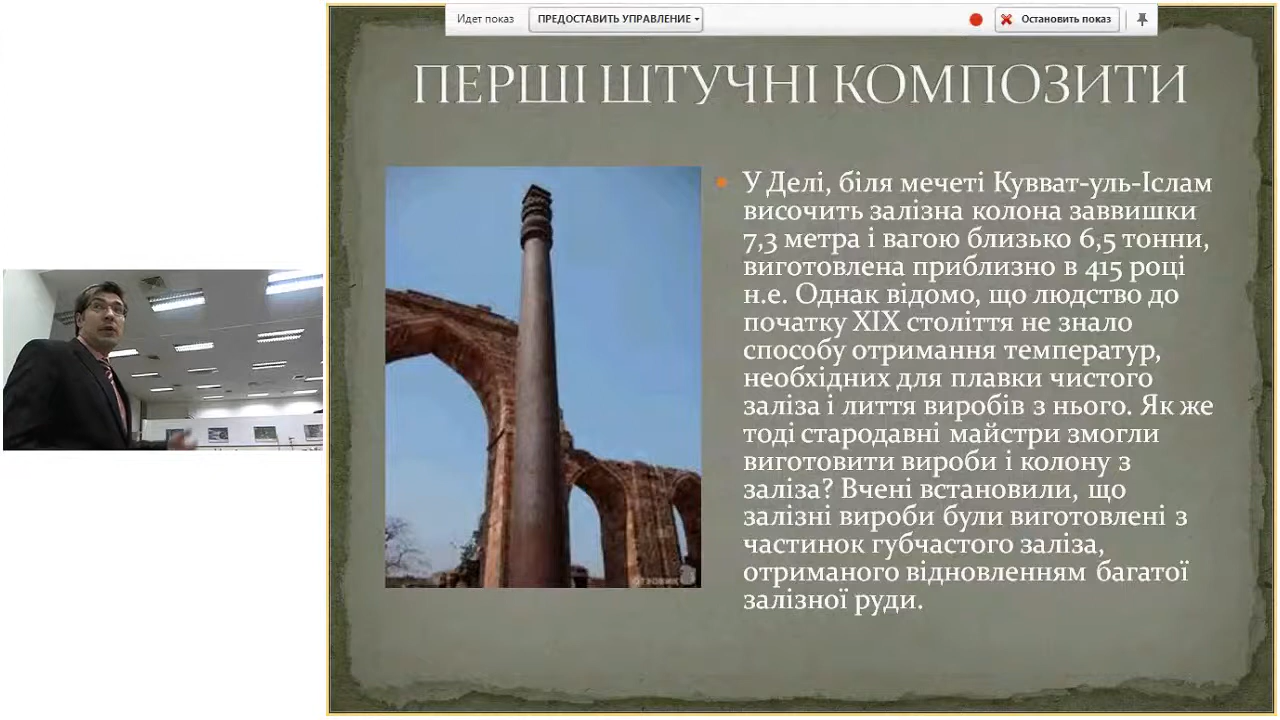 Идет показ
ПРЕДОСТАВИТЬ УПРАВЛЕНИЕ
Остановить показ
ПЕРШІ ШТУЧНІ КОМПОЗИТИ
• У Делі, біля мечеті Кувват-уль-Іслам
височить залізна колона заввишки
7,3 метра і вагою близько 6,5 тонни,
виготовлена приблизно в 415 році
н.е. Однак відомо, що людство до
початку XIX століття не знало
способу отримання температур,
необхідних для плавки чистого
заліза і лиття виробів з нього. Як же
тоді стародавні майстри змогли
виготовити вироби і колону з
заліза? Вчені встановили, що
залізні вироби були виготовлені з
частинок губчастого заліза,
отриманого відновленням багатої
залізної руди.
ОТЗОВИК